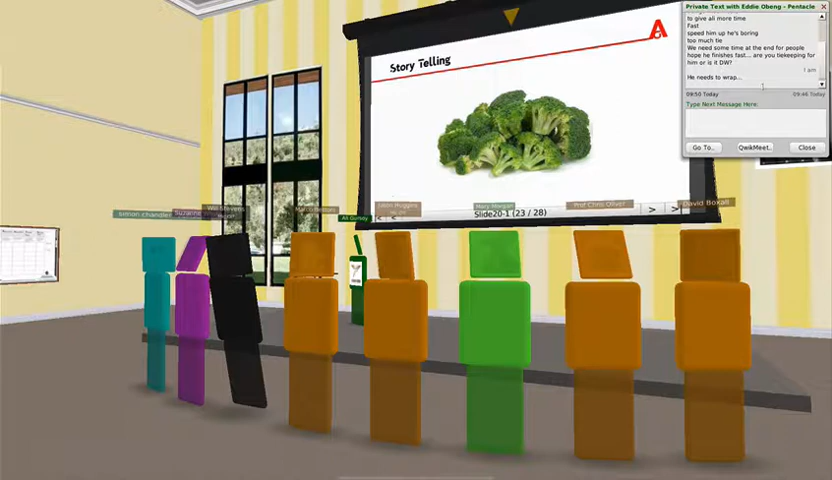 Private Text with Eddie Obeng - Pentacle
to give all more time
Fast
speed him up he's boring
too much tie
We need some time at the end for people
hope he finishes fast... are you tiekeeping for
him or is it DW?
I am
He needs to wrap...
09:50 Today
09:46 Today
Type Next Message Here:
Go To..
QwikMeet..
Close
Story Telling
Slide20-1 (23 / 28)
simon chandler
Suzanne
Ali Gurney
Mary Morgan
Prof Chris Oliver
David Boxall